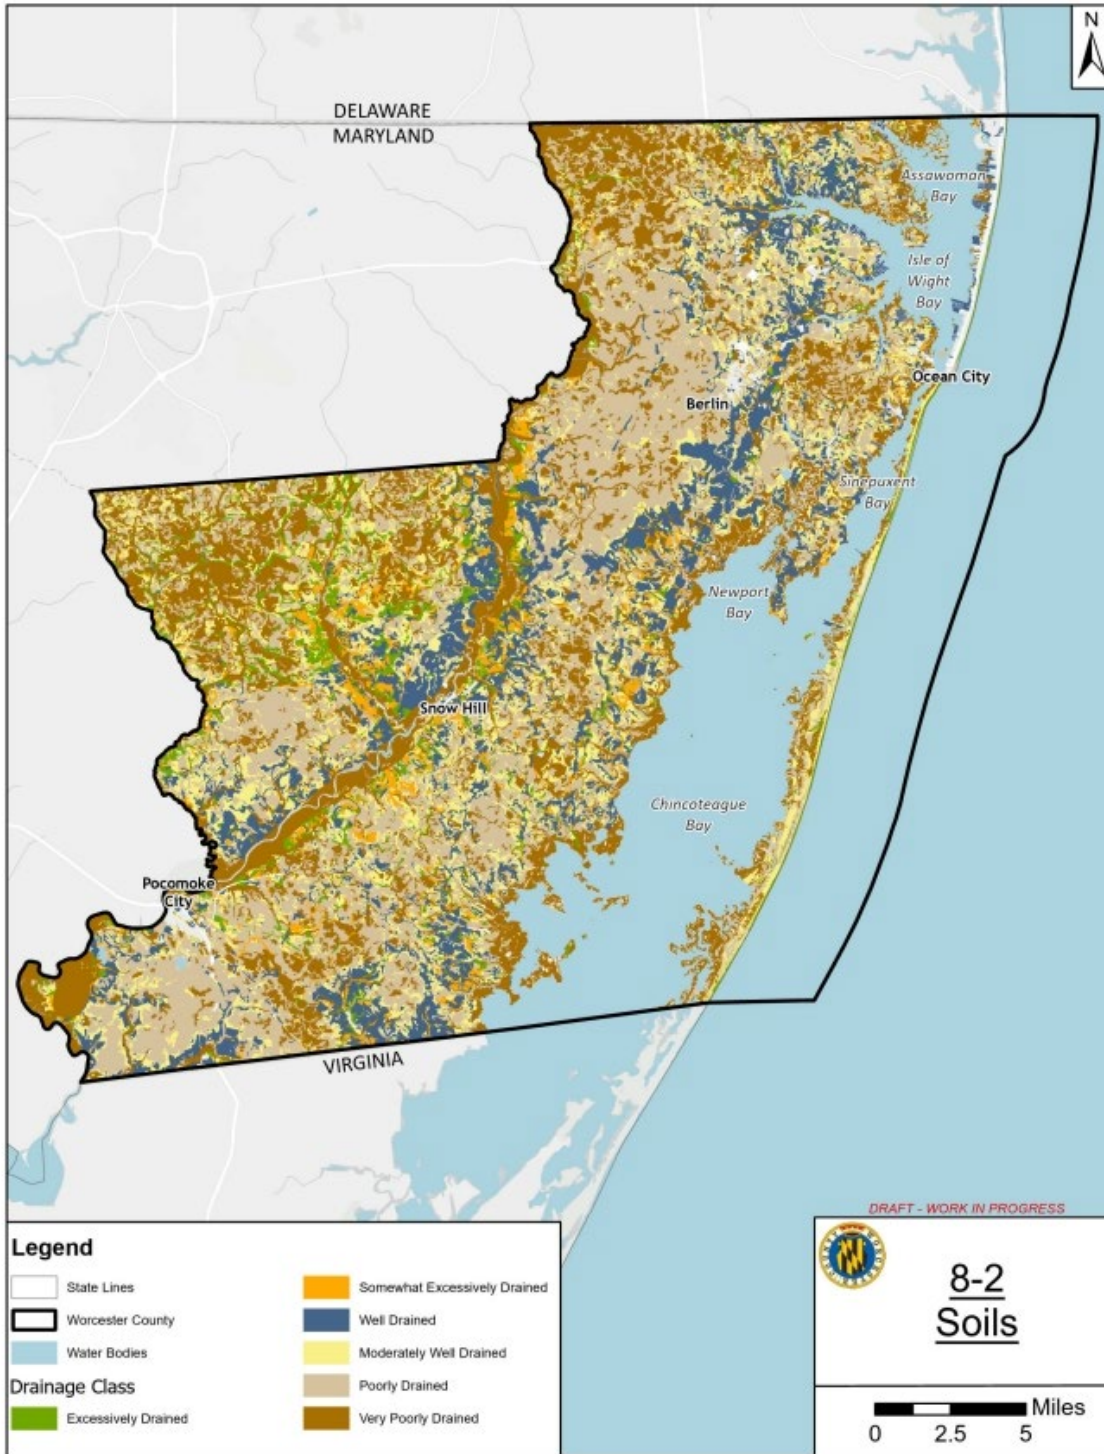 N
DELAWARE
MARYLAND
Assawoman
Bay
Isle of
Wight
Bay
Ocean City
Berlin
Sinepuxent
Bay
Newport
Bay
Snow Hill
Chincoteague
Bay
Pocomoke
City
VIRGINIA
DRAFT - WORK IN PROGRESS
Legend
State Lines
Worcester County
Water Bodies
Drainage Class
Excessively Drained
Somewhat Excessively Drained
Well Drained
Moderately Well Drained
Poorly Drained
Very Poorly Drained
8-2
Soils
Miles
0 2.5 5